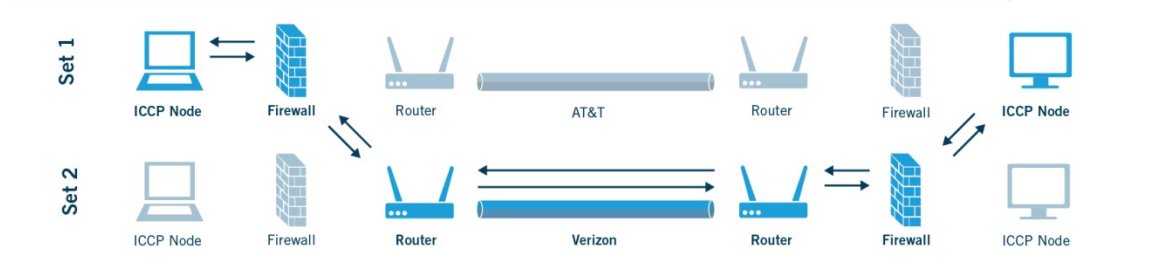 Set 1
ICCP Node Firewall Router AT&T Router Firewall ICCP Node
Set 2
ICCP Node Firewall Router Verizon Router Firewall ICCP Node